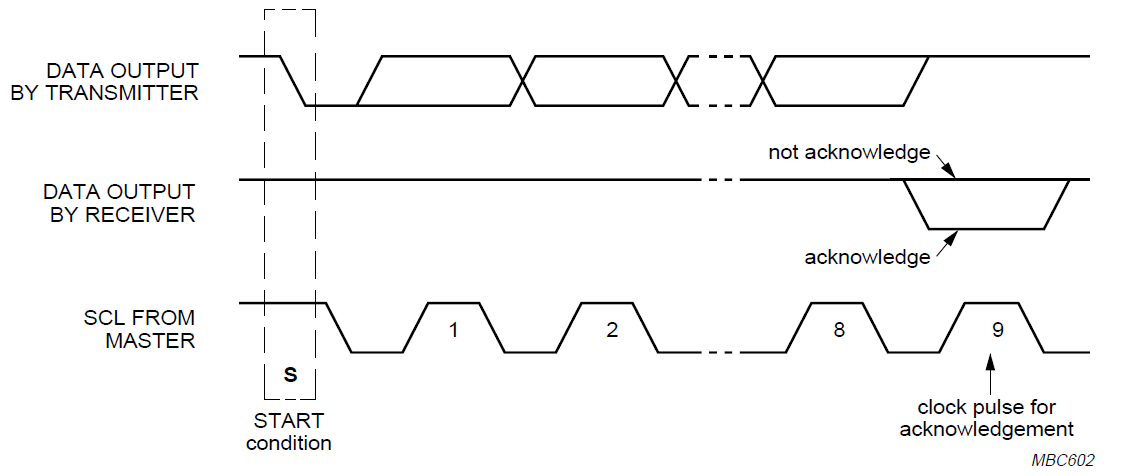 DATA OUTPUT
BY TRANSMITTER
not acknowledge
DATA OUTPUT
BY RECEIVER
acknowledge
SCL FROM
MASTER
1
2
8
9
S
START
condition
clock pulse for
acknowledgement
MBC602